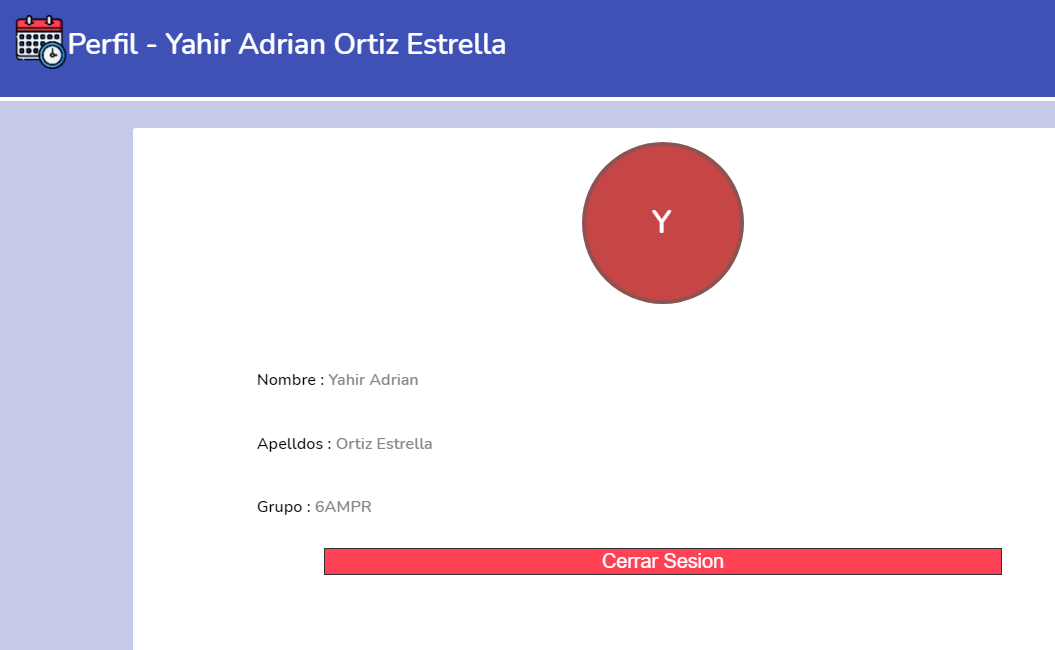 Perfil - Yahir Adrian Ortiz Estrella
Y
Nombre : Yahir Adrian
Apelldos : Ortiz Estrella
Grupo : 6AMPR
Cerrar Sesion